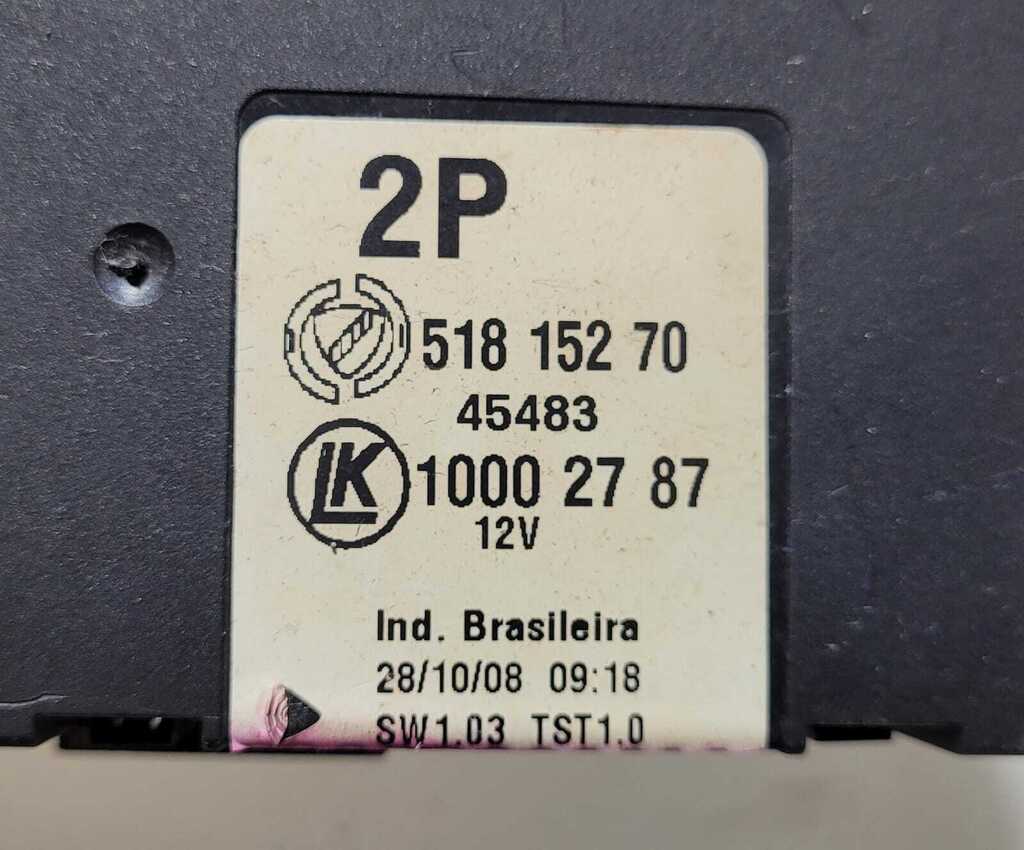 2P
518 152 70
45483
LK 1000 27 87
12V
Ind. Brasileira
28/10/08 09:18
SW1.03 TST1.0